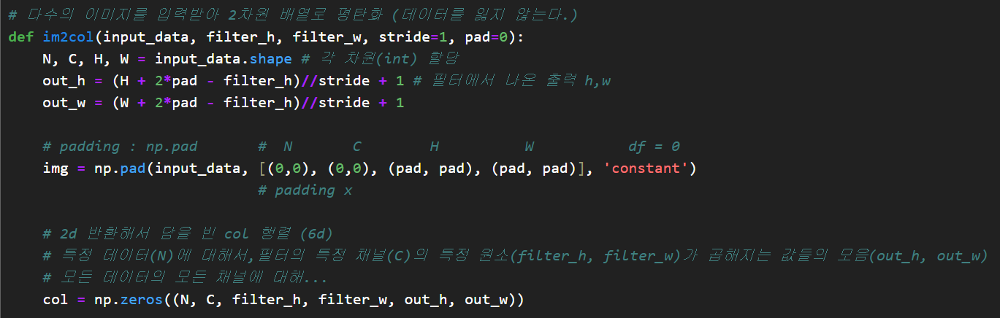 # 다수의 이미지를 입력받아 2차원 배열로 평탄화 (데이터를 잃지 않는다.)
def im2col(input_data, filter_h, filter_w, stride=1, pad=0):
    N, C, H, W = input_data.shape # 각 차원(int) 할당
    out_h = (H + 2*pad - filter_h)//stride + 1 # 필터에서 나온 출력 h,w
    out_w = (W + 2*pad - filter_h)//stride + 1
    # padding : np.pad       #  N       C        H          W           df = 0
    img = np.pad(input_data, [(0,0), (0,0), (pad, pad), (pad, pad)], 'constant')
                             # padding x
    # 2d 반환해서 담을 빈 col 행렬 (6d)
    # 특정 데이터(N)에 대해서,필터의 특정 채널(C)의 특정 원소(filter_h, filter_w)가 곱해지는 값들의 모음(out_h, out_w)
    # 모든 데이터의 모든 채널에 대해...
    col = np.zeros((N, C, filter_h, filter_w, out_h, out_w))